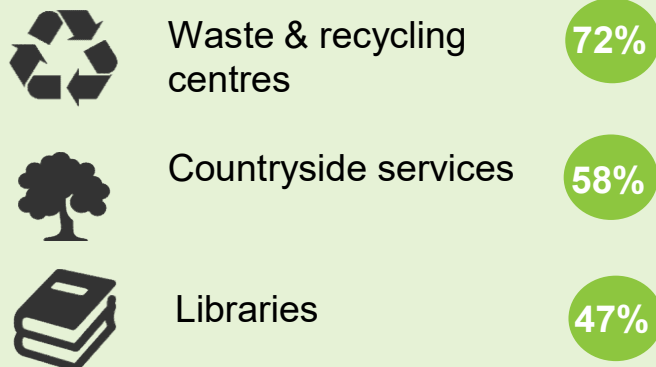 Waste & recycling 72%
centres
Countryside services 58%
Libraries 47%